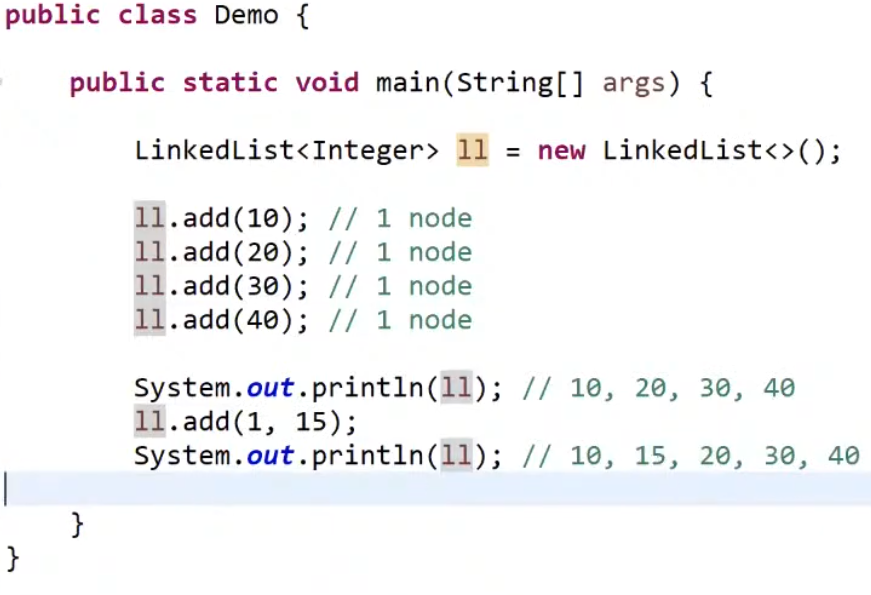 public class Demo {
public static void main(String[] args) {
LinkedList<Integer> ll = new LinkedList<>();
ll.add(10); // 1 node
ll.add(20); // 1 node
ll.add(30); // 1 node
ll.add(40); // 1 node
System.out.println(ll); // 10, 20, 30, 40
ll.add(1, 15);
System.out.println(ll); // 10, 15, 20, 30, 40
}
}